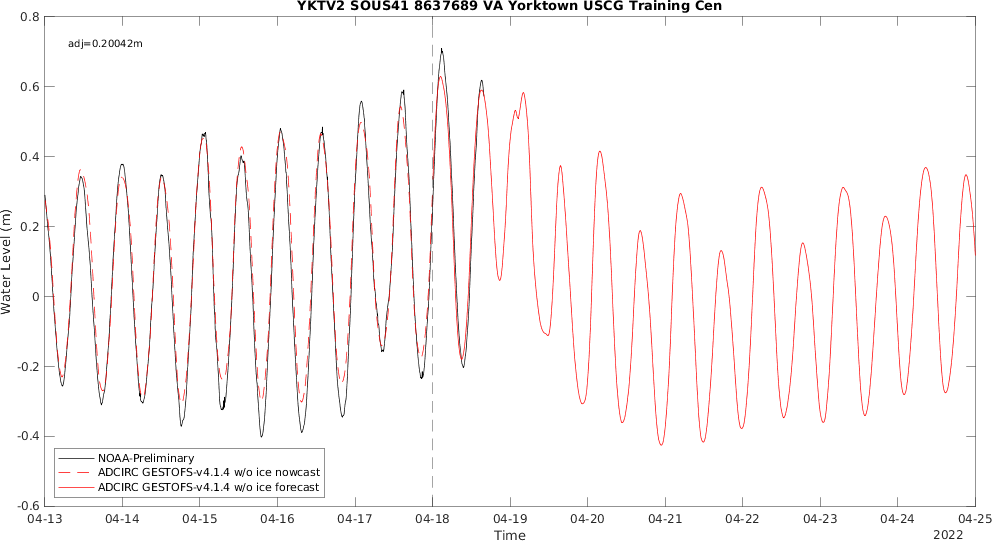 YKTV2 SOUS41 8637689 VA Yorktown USCG Training Cen
adj=0.20042m
0.8
0.6
0.4
0.2
0
-0.2
-0.4
-0.6
Water Level (m)
NOAA-Preliminary
ADCIRC GESTOFS-v4.1.4 w/o ice nowcast
ADCIRC GESTOFS-v4.1.4 w/o ice forecast
04-13 04-14 04-15 04-16 04-17 04-18 04-19 04-20 04-21 04-22 04-23 04-24 04-25
Time
2022